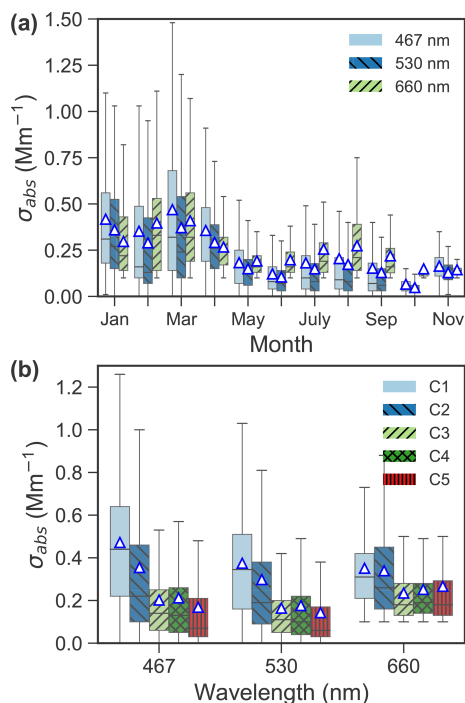 (a)
1.50
1.25
1.00
0.75
0.50
0.25
0.00
σabs (Mm⁻¹)
467 nm
530 nm
660 nm
Jan Mar May July Sep Nov
Month
(b)
1.2
1.0
0.8
0.6
0.4
0.2
0.0
σabs (Mm⁻¹)
C1
C2
C3
C4
C5
467 530 660
Wavelength (nm)